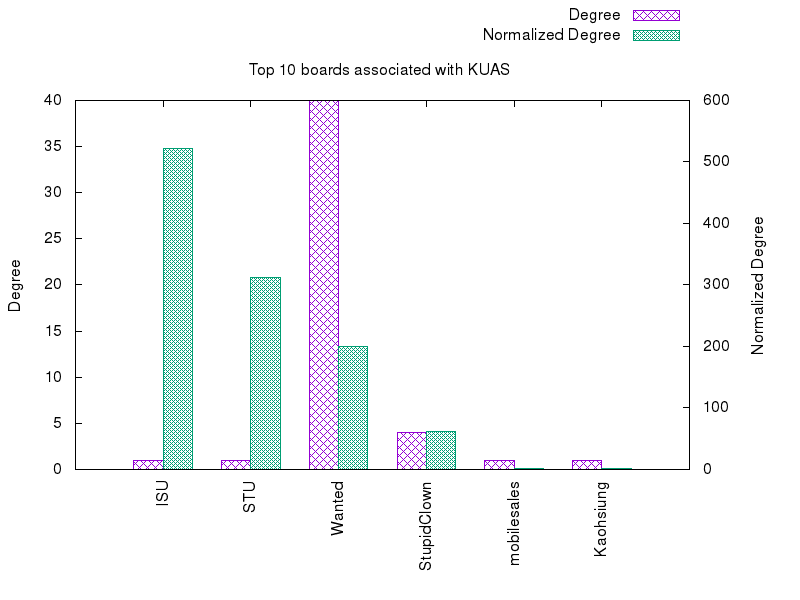 Degree
Normalized Degree
Top 10 boards associated with KUAS
40
35
30
25
20
15
10
5
0
600
500
400
300
200
100
0
Degree
Normalized Degree
ISU
STU
Wanted
StupidClown
mobilesales
Kaohsiung